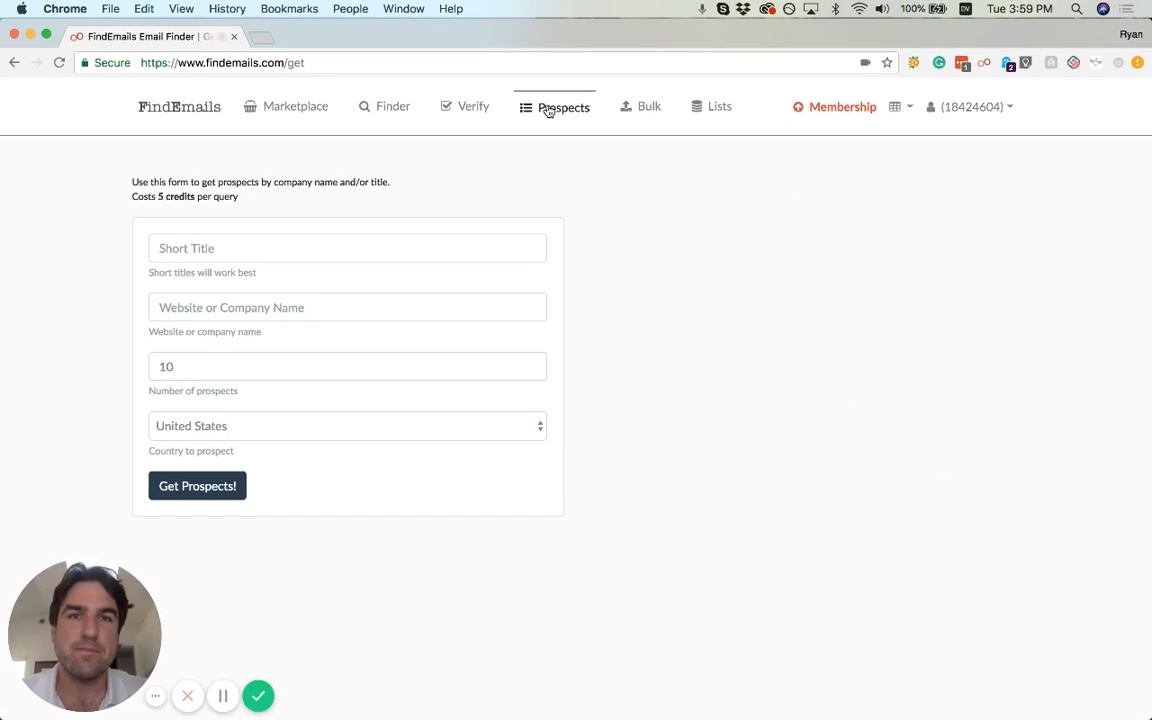 Chrome File Edit View History Bookmarks People Window Help 100% DV Tue 3:59 PM
FindEmails Email Finder | G Ryan
Secure https://www.findemails.com/get 1 2
FindEmails Marketplace Finder Verify Prospects Bulk Lists Membership (18424604)
Use this form to get prospects by company name and/or title.
Costs 5 credits per query
Short Title
Short titles will work best
Website or Company Name
Website or company name
10
Number of prospects
United States
Country to prospect
Get Prospects!